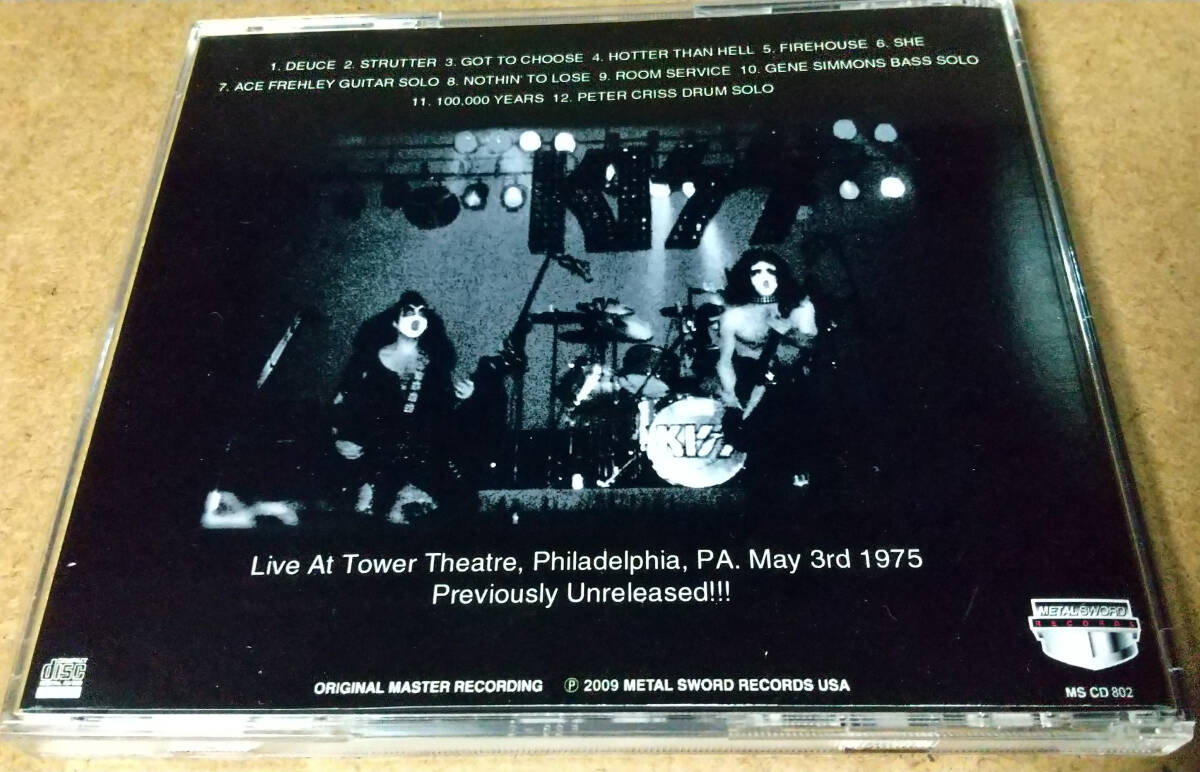 1. DEUCE 2. STRUTTER 3. GOT TO CHOOSE 4. HOTTER THAN HELL 5. FIREHOUSE 6. SHE
7. ACE FREHLEY GUITAR SOLO 8. NOTHIN' TO LOSE 9. ROOM SERVICE 10. GENE SIMMONS BASS SOLO
11. 100,000 YEARS 12. PETER CRISS DRUM SOLO
KISS
KISS
Live At Tower Theatre, Philadelphia, PA. May 3rd 1975
Previously Unreleased!!!
METAL SWORD
RECORDS
disc
ORIGINAL MASTER RECORDING ℗ 2009 METAL SWORD RECORDS USA
MS CD 802